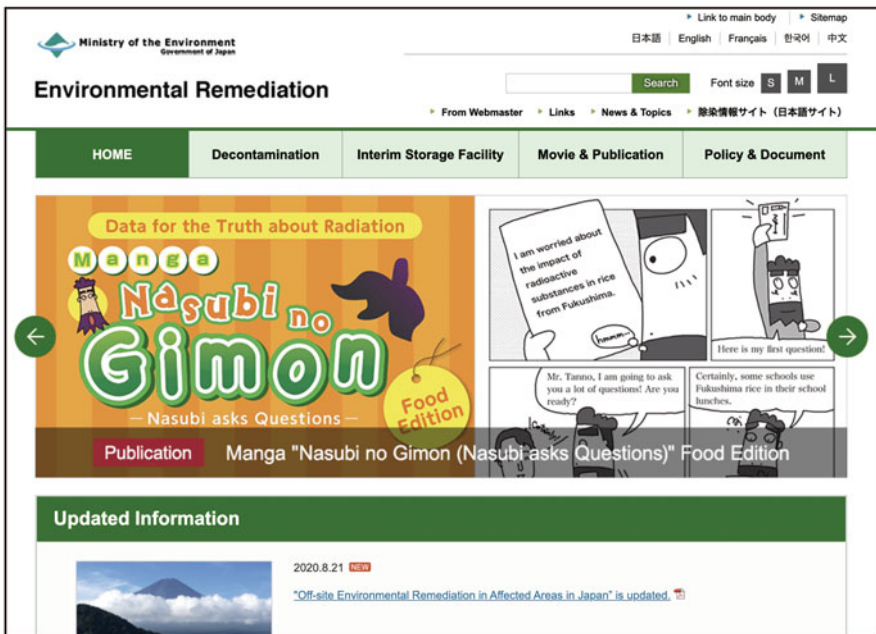 Link to main body Sitemap
Ministry of the Environment
Government of Japan
日本語 English Français 한국어 中文
Environmental Remediation
Search Font size S M L
From Webmaster Links News & Topics 除染情報サイト（日本語サイト）
HOME Decontamination Interim Storage Facility Movie & Publication Policy & Document
Data for the Truth about Radiation
Manga
Nasubi no
Gimon
— Nasubi asks Questions —
Food
Edition
I am worried about
the impact of
radioactive
substances in rice
from Fukushima.
hmmm...
Here is my first question!
Mr. Tanno, I am going to ask
you a lot of questions! Are you
ready?
Certainly, some schools use
Fukushima rice in their school
lunches.
Publication Manga "Nasubi no Gimon (Nasubi asks Questions)" Food Edition
Updated Information
2020.8.21 NEW
"Off-site Environmental Remediation in Affected Areas in Japan" is updated.